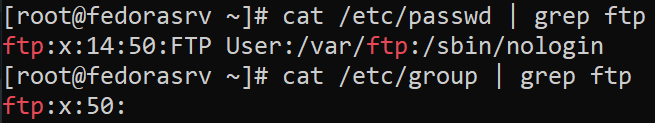 [root@fedorasrv ~]# cat /etc/passwd | grep ftp
ftp:x:14:50:FTP User:/var/ftp:/sbin/nologin
[root@fedorasrv ~]# cat /etc/group | grep ftp
ftp:x:50: